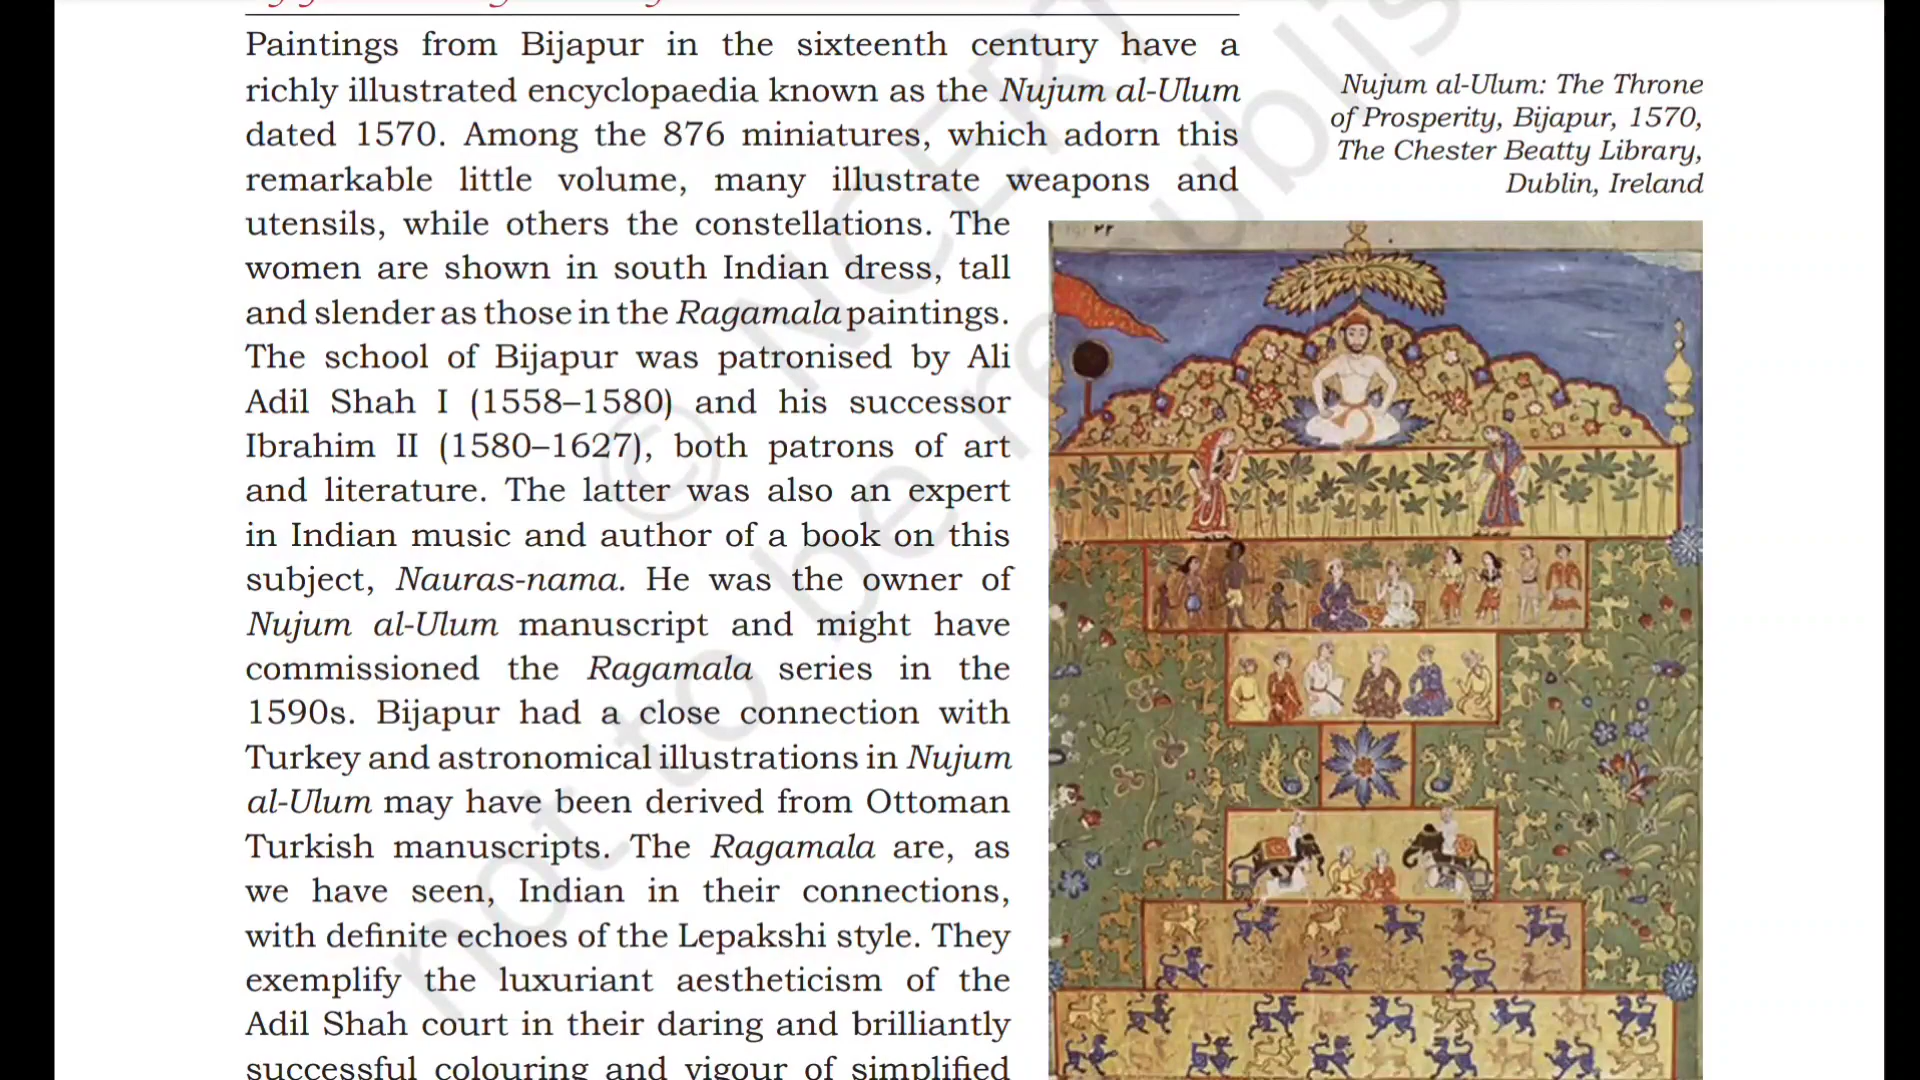 Paintings from Bijapur in the sixteenth century have a
richly illustrated encyclopaedia known as the Nujum al-Ulum
dated 1570. Among the 876 miniatures, which adorn this
remarkable little volume, many illustrate weapons and
utensils, while others the constellations. The
women are shown in south Indian dress, tall
and slender as those in the Ragamala paintings.
The school of Bijapur was patronised by Ali
Adil Shah I (1558–1580) and his successor
Ibrahim II (1580–1627), both patrons of art
and literature. The latter was also an expert
in Indian music and author of a book on this
subject, Nauras-nama. He was the owner of
Nujum al-Ulum manuscript and might have
commissioned the Ragamala series in the
1590s. Bijapur had a close connection with
Turkey and astronomical illustrations in Nujum
al-Ulum may have been derived from Ottoman
Turkish manuscripts. The Ragamala are, as
we have seen, Indian in their connections,
with definite echoes of the Lepakshi style. They
exemplify the luxuriant aestheticism of the
Adil Shah court in their daring and brilliantly
successful colouring and vigour of simplified
Nujum al-Ulum: The Throne
of Prosperity, Bijapur, 1570,
The Chester Beatty Library,
Dublin, Ireland
© NCERT
not to be republis